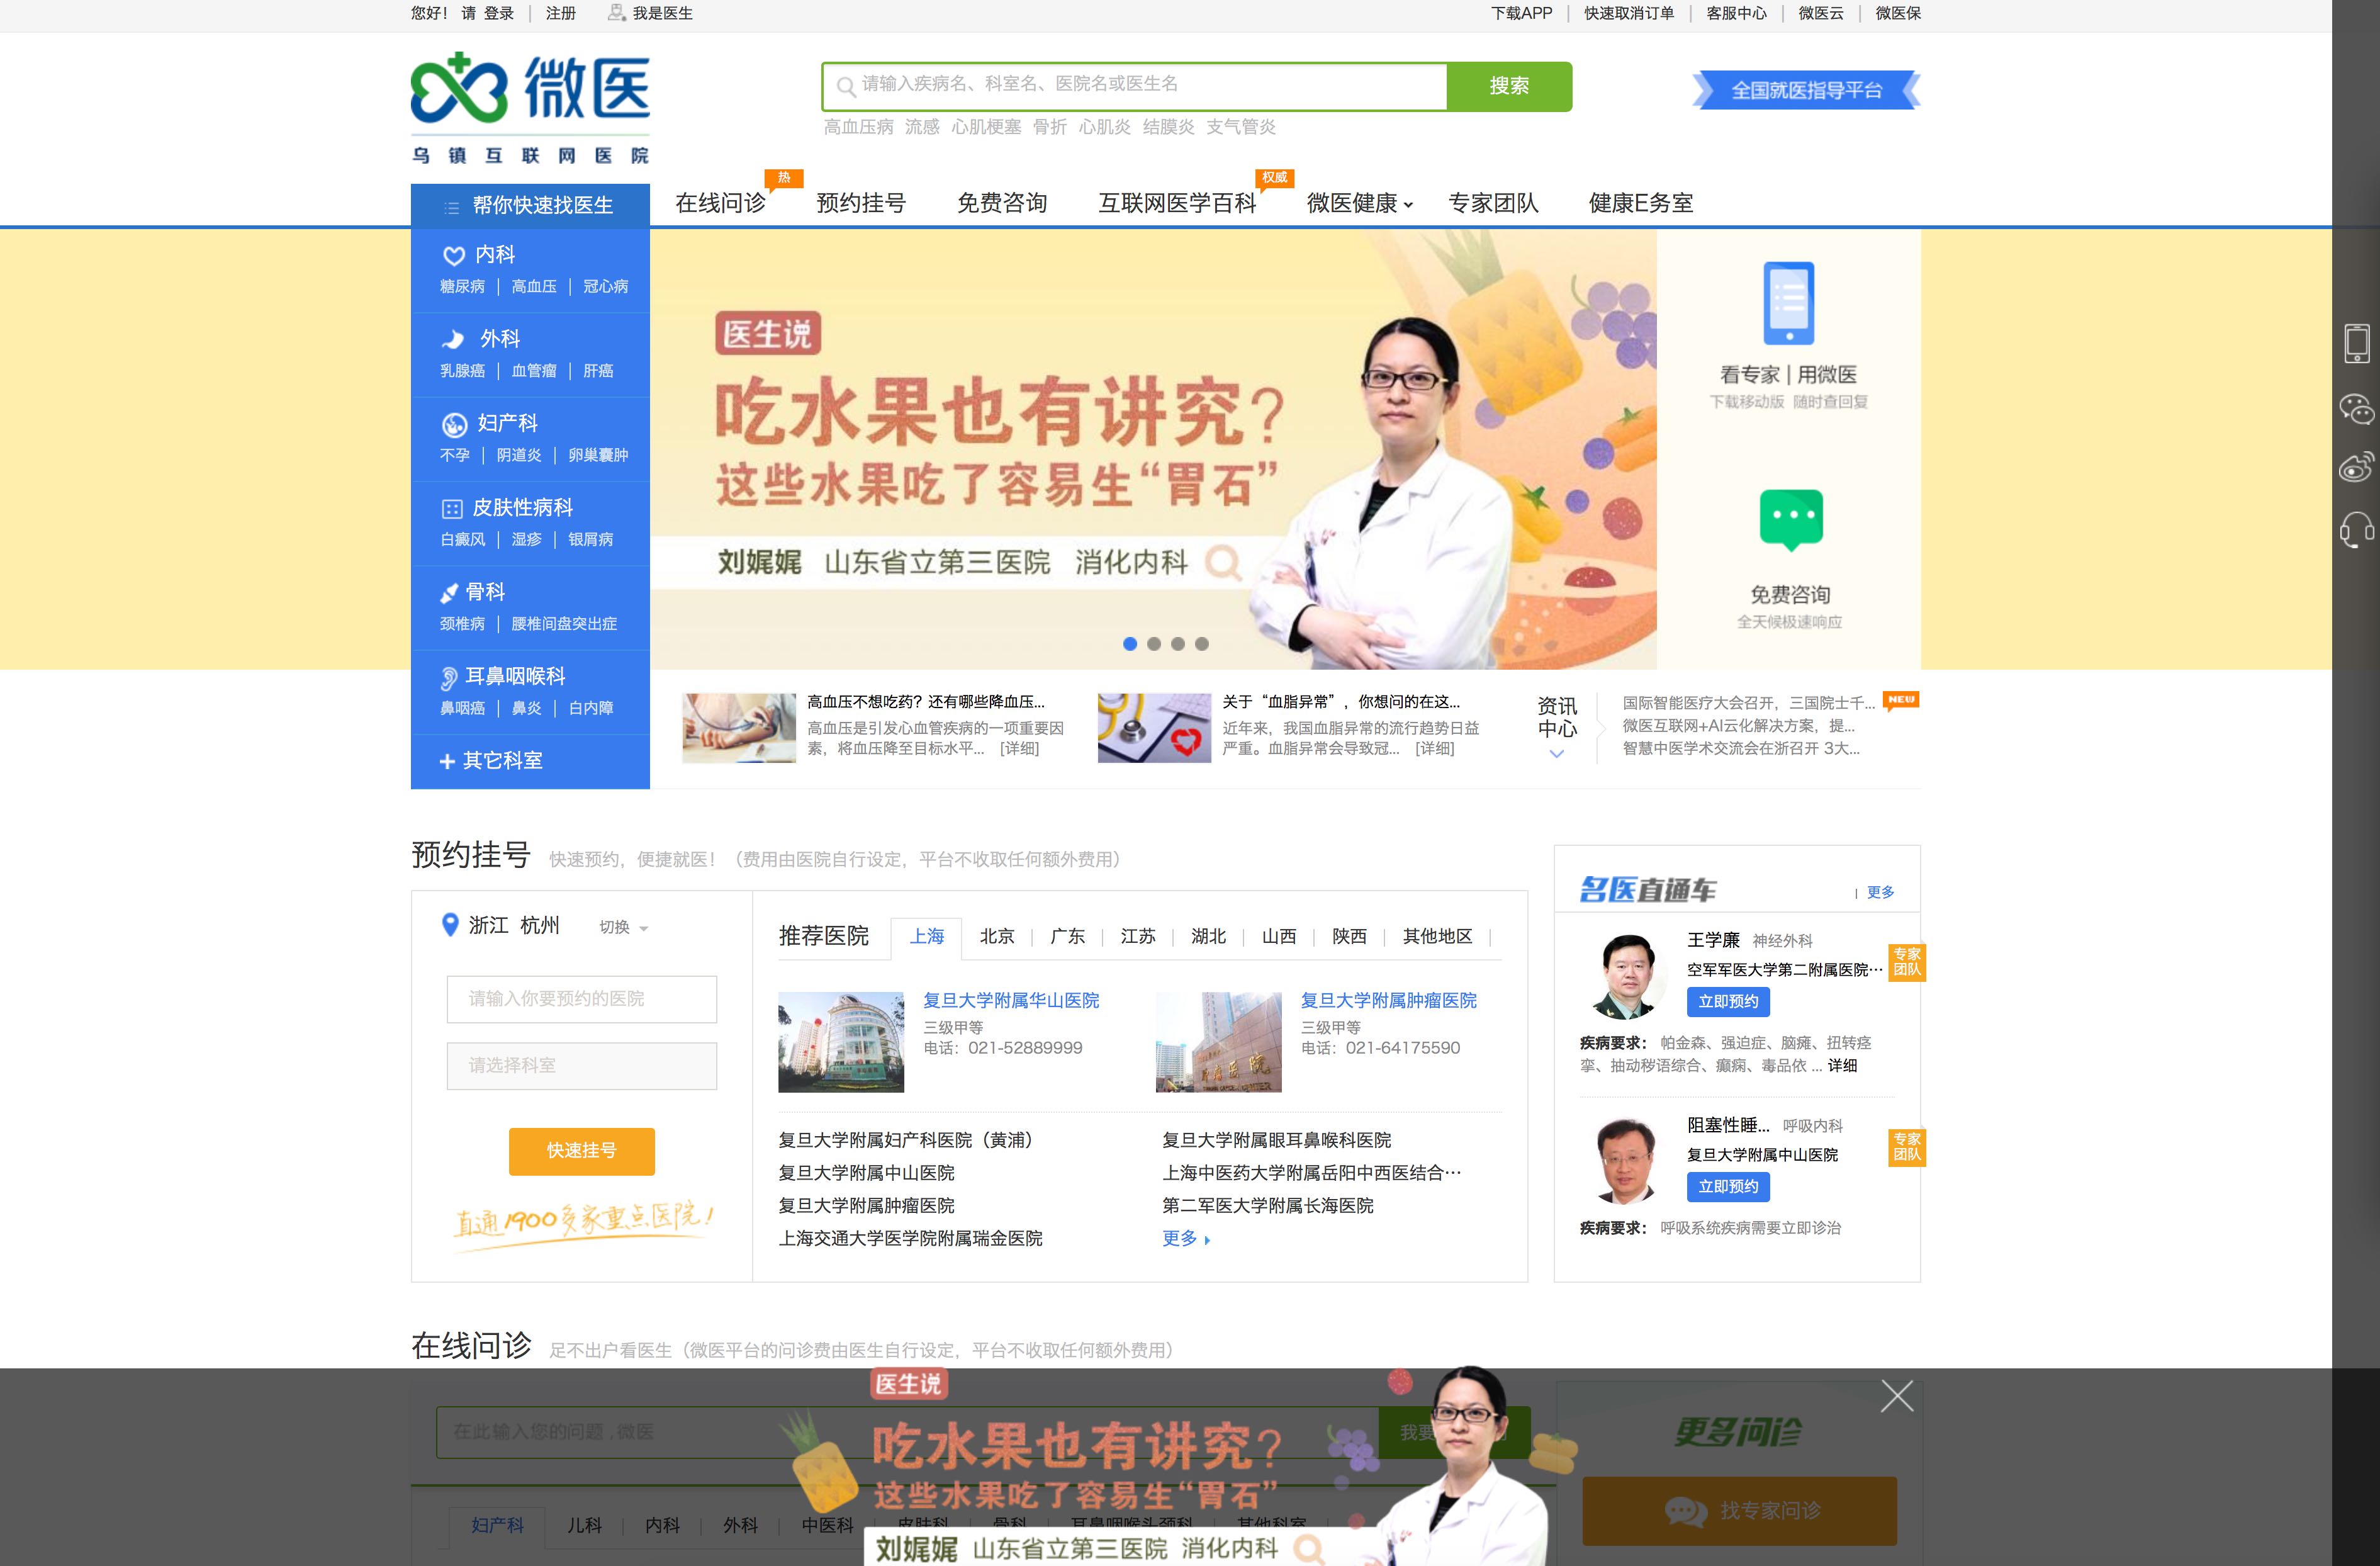 您好！ 请 登录 注册 我是医生 下载APP 快速取消订单 客服中心 微医云 微医保
微医
乌镇互联网医院
请输入疾病名、科室名、医院名或医生名 搜索
高血压病 流感 心肌梗塞 骨折 心肌炎 结膜炎 支气管炎
全国就医指导平台
热 权威
帮你快速找医生 在线问诊 预约挂号 免费咨询 互联网医学百科 微医健康 专家团队 健康E务室
内科
糖尿病 高血压 冠心病
外科
乳腺癌 血管瘤 肝癌
妇产科
不孕 阴道炎 卵巢囊肿
皮肤性病科
白癜风 湿疹 银屑病
骨科
颈椎病 腰椎间盘突出症
耳鼻咽喉科
鼻咽癌 鼻炎 白内障
其它科室
医生说
吃水果也有讲究?
这些水果吃了容易生“胃石”
刘娓娓 山东省立第三医院 消化内科
看专家 | 用微医
下载移动版 随时查回复
免费咨询
全天候极速响应
高血压不想吃药？还有哪些降血压...
高血压是引发心血管疾病的一项重要因
素，将血压降至目标水平... [详细]
关于“血脂异常”，你想问的在这...
近年来，我国血脂异常的流行趋势日益
严重。血脂异常会导致冠... [详细]
资讯
中心
国际智能医疗大会召开，三国院士千... NEW
微医互联网+AI云化解决方案，提...
智慧中医学术交流会在浙召开 3大...
预约挂号 快速预约，便捷就医！（费用由医院自行设定，平台不收取任何额外费用）
浙江 杭州 切换
请输入你要预约的医院
请选择科室
快速挂号
直通1900多家重点医院！
推荐医院 上海 北京 广东 江苏 湖北 山西 陕西 其他地区
复旦大学附属华山医院
三级甲等
电话：021-52889999
复旦大学附属肿瘤医院
三级甲等
电话：021-64175590
复旦大学附属妇产科医院（黄浦） 复旦大学附属眼耳鼻喉科医院
复旦大学附属中山医院 上海中医药大学附属岳阳中西医结合…
复旦大学附属肿瘤医院 第二军医大学附属长海医院
上海交通大学医学院附属瑞金医院 更多
名医直通车 更多
王学廉 神经外科
空军军医大学第二附属医院…
专家
团队
立即预约
疾病要求： 帕金森、强迫症、脑瘫、扭转痉
挛、抽动秽语综合、癫痫、毒品依 ... 详细
阻塞性睡... 呼吸内科
复旦大学附属中山医院
专家
团队
立即预约
疾病要求： 呼吸系统疾病需要立即诊治
在线问诊 足不出户看医生（微医平台的问诊费由医生自行设定，平台不收取任何额外费用）
在此输入您的问题 , 微医 我要
妇产科 儿科 内科 外科 中医科 皮肤科 骨科 耳鼻咽喉头颈科 其他科室
更多问诊
找专家问诊
医生说
吃水果也有讲究?
这些水果吃了容易生“胃石”
刘娓娓 山东省立第三医院 消化内科